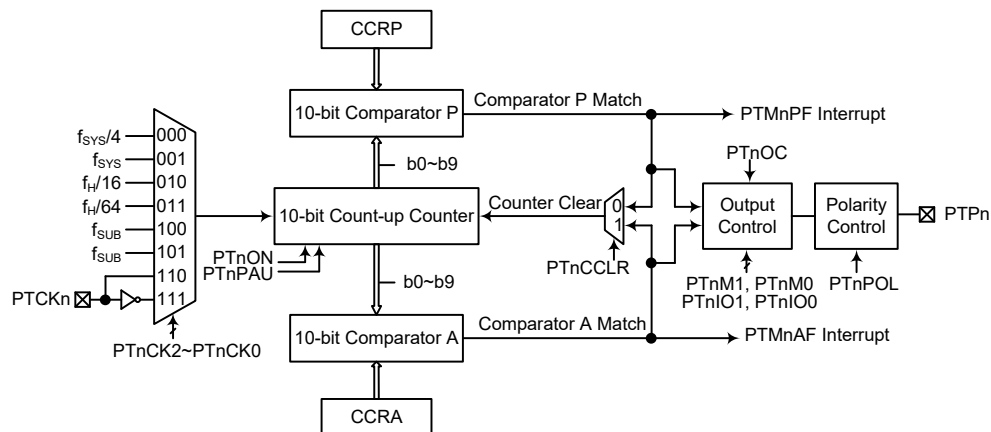 CCRP
10-bit Comparator P
Comparator P Match
PTMnPF Interrupt
b0~b9
fSYS/4
000
fSYS
001
fH/16
010
fH/64
011
fSUB
100
fSUB
101
110
111
PTCKn
PTnCK2~PTnCK0
10-bit Count-up Counter
PTnON
PTnPAU
Counter Clear
0
1
PTnCCLR
PTnOC
Output
Control
PTnM1, PTnM0
PTnIO1, PTnIO0
Polarity
Control
PTnPOL
PTPn
b0~b9
10-bit Comparator A
Comparator A Match
PTMnAF Interrupt
CCRA